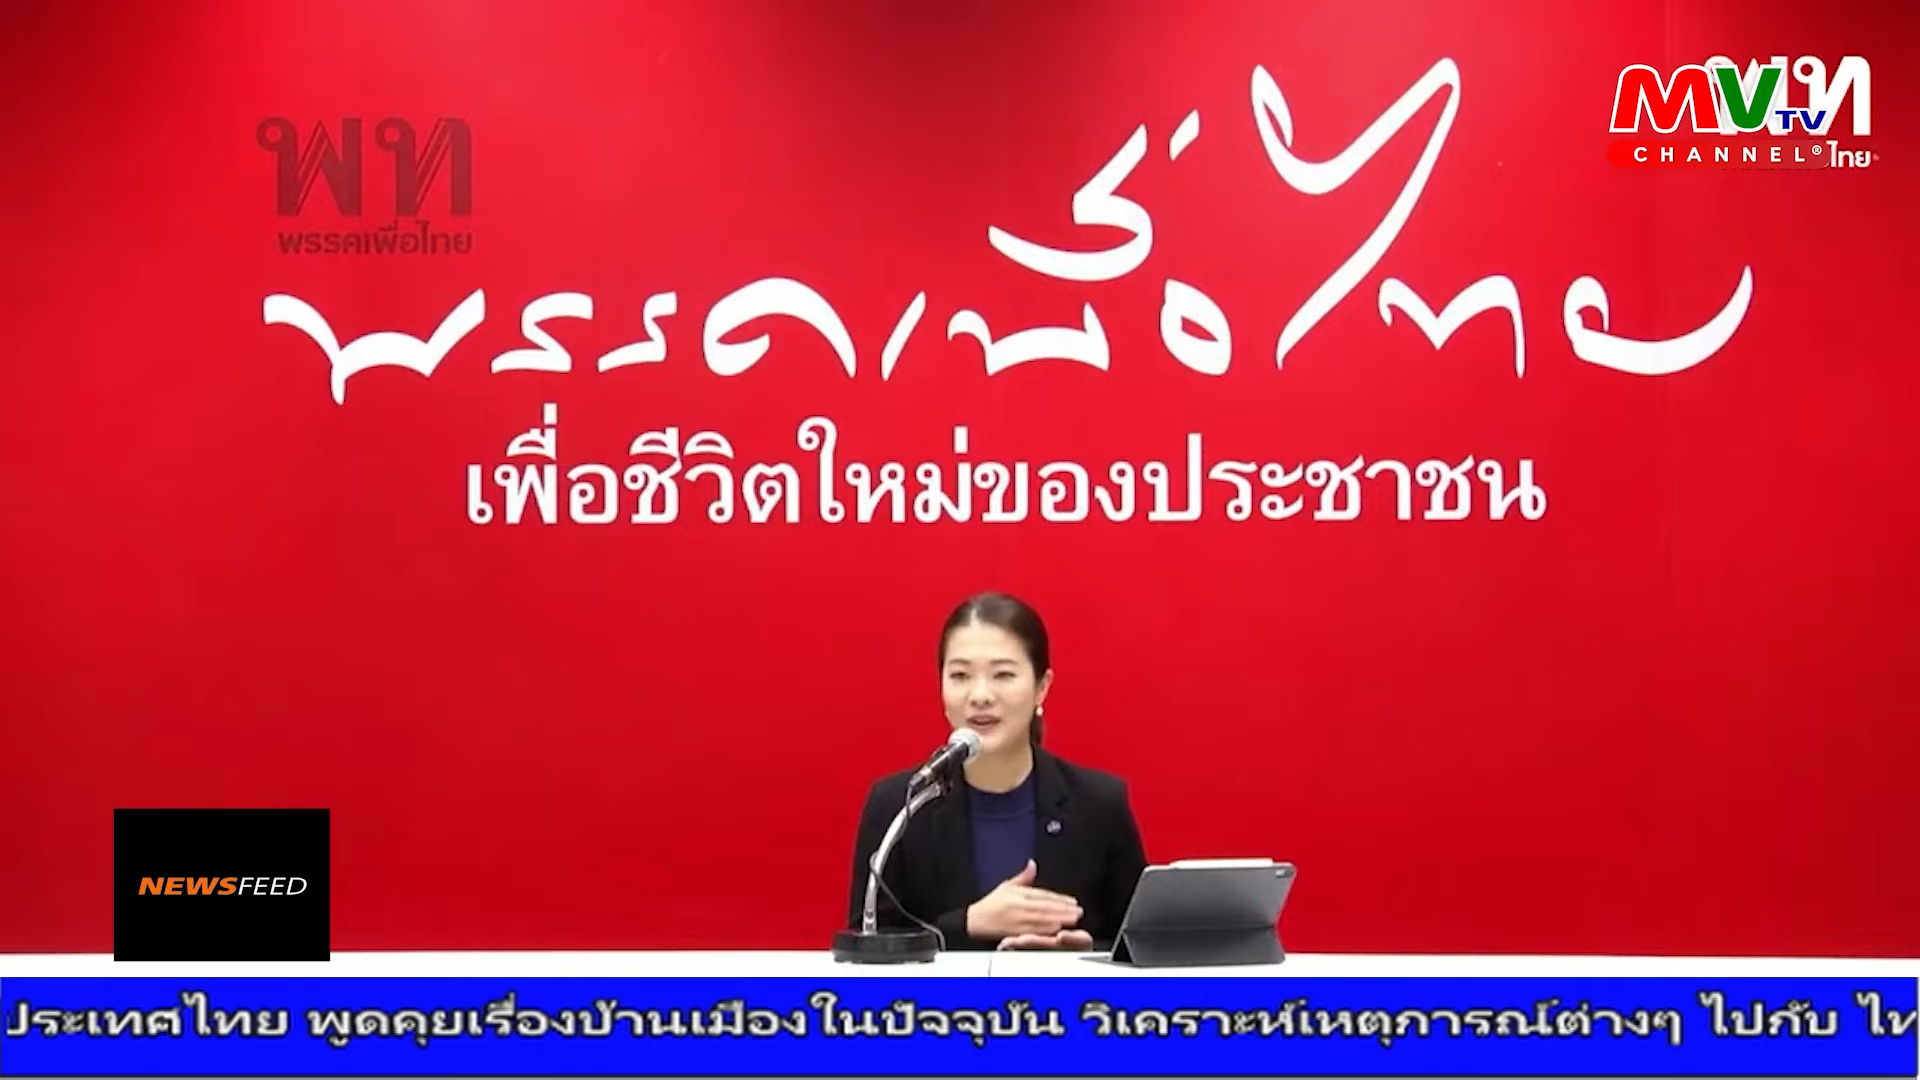 พท
พรรคเพื่อไทย
MVTV
CHANNEL®
พท
ไทย
พรรคเพื่อไทย
เพื่อชีวิตใหม่ของประชาชน
NEWSFEED
ประเทศไทย พูดคุยเรื่องบ้านเมืองในปัจจุบัน วิเคราะห์เหตุการณ์ต่างๆ ไปกับ ไท